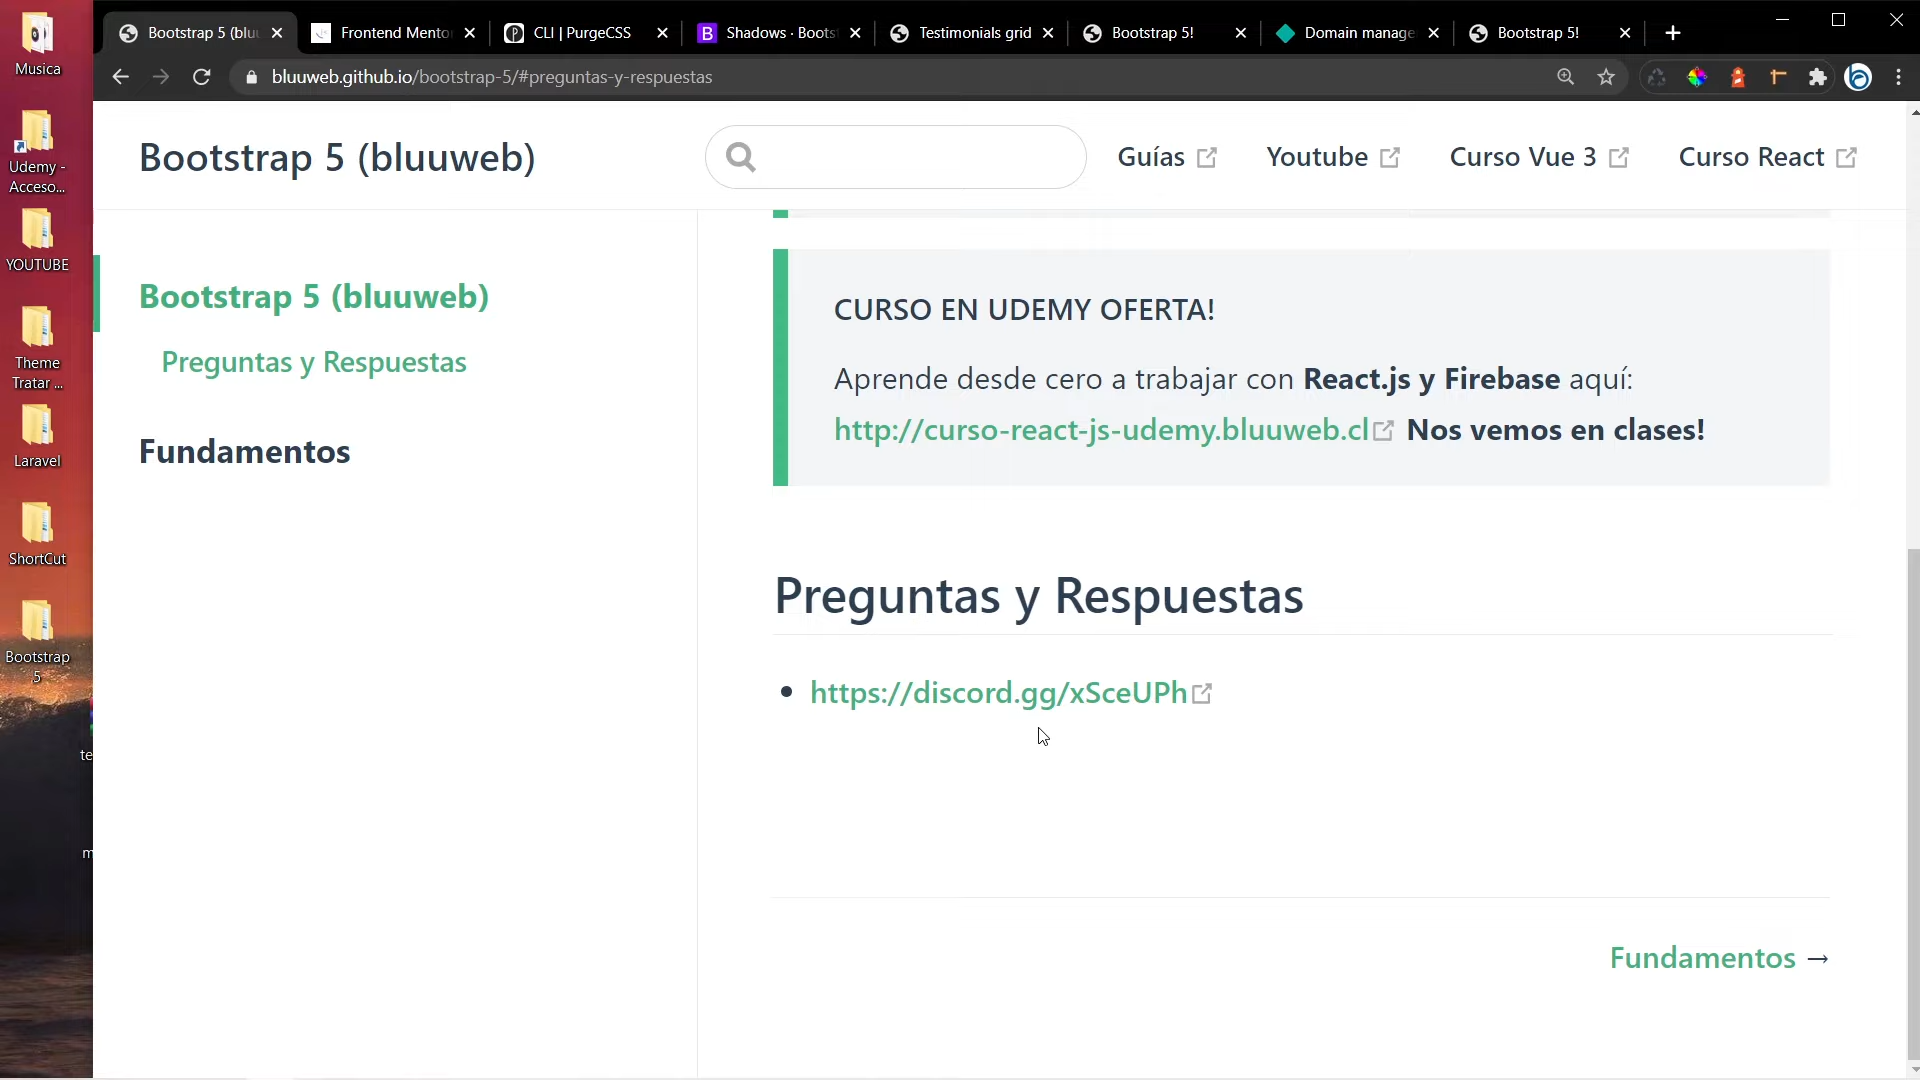 Musica
Udemy -
Acceso...
YOUTUBE
Theme
Tratar ...
Laravel
ShortCut
Bootstrap
5
te
m
Bootstrap 5 (blu
Frontend Mento
CLI | PurgeCSS
Shadows · Boots
Testimonials grid
Bootstrap 5!
Domain manage
Bootstrap 5!
bluuweb.github.io/bootstrap-5/#preguntas-y-respuestas
Bootstrap 5 (bluuweb)
Guías
Youtube
Curso Vue 3
Curso React
Bootstrap 5 (bluuweb)
Preguntas y Respuestas
Fundamentos
CURSO EN UDEMY OFERTA!
Aprende desde cero a trabajar con React.js y Firebase aquí:
http://curso-react-js-udemy.bluuweb.cl Nos vemos en clases!
Preguntas y Respuestas
https://discord.gg/xSceUPh
Fundamentos →